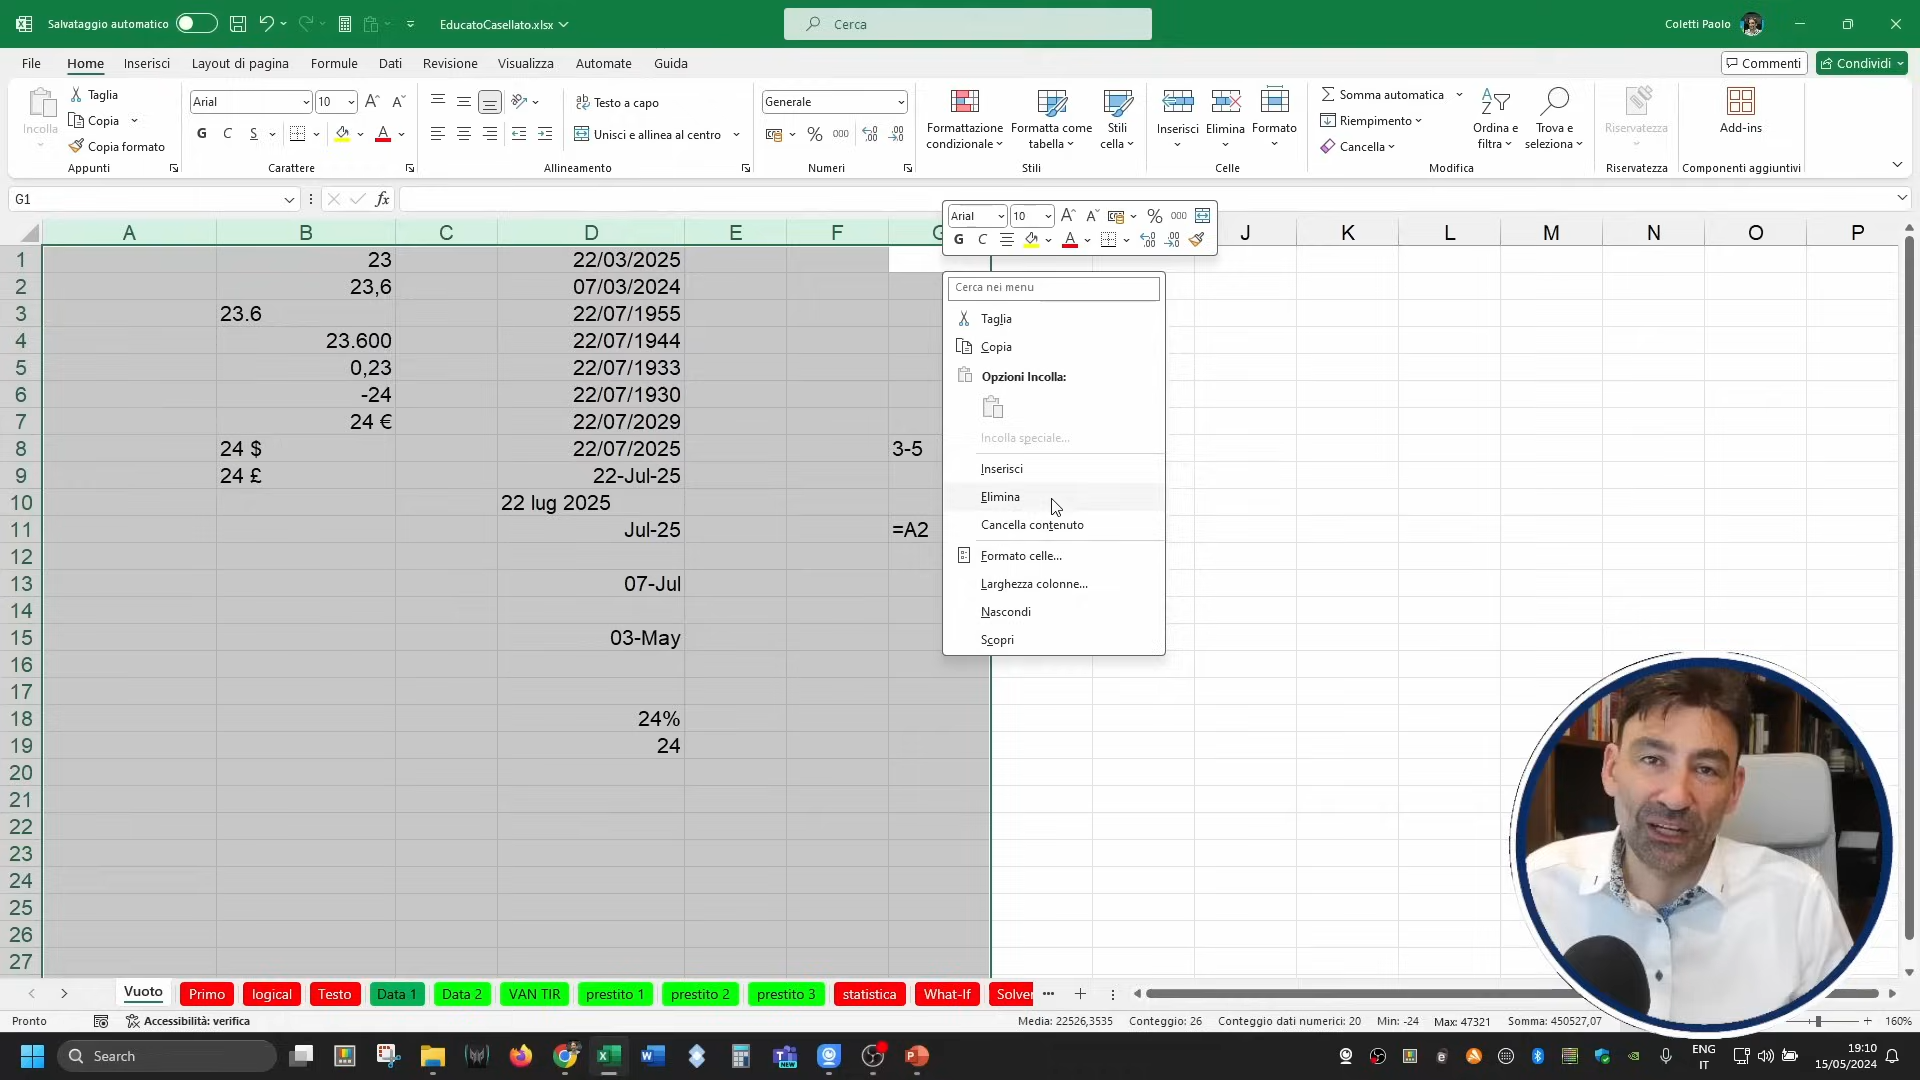 Salvataggio automatico
EducatoCasellato.xlsx
Cerca
Coletti Paolo
File Home Inserisci Layout di pagina Formule Dati Revisione Visualizza Automate Guida
Commenti
Condividi
Incolla
Taglia
Copia
Copia formato
Appunti
Arial 10
G C S A
Carattere
Testo a capo
Unisci e allinea al centro
Allineamento
Generale
% 000
Numeri
Formattazione condizionale
Formatta come tabella
Stili cella
Stili
Inserisci
Elimina
Formato
Celle
Somma automatica
Riempimento
Cancella
Ordina e filtra
Trova e seleziona
Modifica
Riservatezza
Riservatezza
Add-ins
Componenti aggiuntivi
G1 fx
Arial 10 % 000
G C A
A B C D E F G J K L M N O P
1 23 22/03/2025
2 23,6 07/03/2024
3 23.6 22/07/1955
4 23.600 22/07/1944
5 0,23 22/07/1933
6 -24 22/07/1930
7 24 € 22/07/2029
8 24 $ 22/07/2025 3-5
9 24 £ 22-Jul-25
10 22 lug 2025
11 Jul-25 =A2
12
13 07-Jul
14
15 03-May
16
17
18 24%
19 24
20
21
22
23
24
25
26
27
Cerca nei menu
Taglia
Copia
Opzioni Incolla:
Incolla speciale...
Inserisci
Elimina
Cancella contenuto
Formato celle...
Larghezza colonne...
Nascondi
Scopri
Vuoto Primo logical Testo Data 1 Data 2 VAN TIR prestito 1 prestito 2 prestito 3 statistica What-If Solver
Pronto
Accessibilità: verifica
Media: 22526,3535 Conteggio: 26 Conteggio dati numerici: 20 Min: -24 Max: 47321 Somma: 450527,07
160%
Search
ENG
IT
19:10
15/05/2024